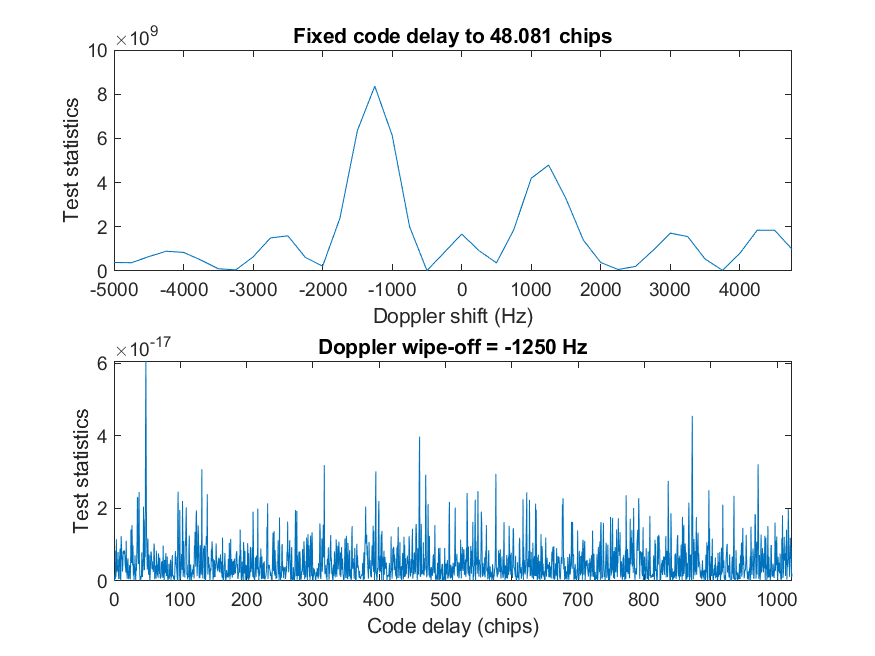 ×10^9
Fixed code delay to 48.081 chips
10
8
6
4
2
0
Test statistics
-5000 -4000 -3000 -2000 -1000 0 1000 2000 3000 4000
Doppler shift (Hz)
×10^-17
Doppler wipe-off = -1250 Hz
6
4
2
0
Test statistics
0 100 200 300 400 500 600 700 800 900 1000
Code delay (chips)